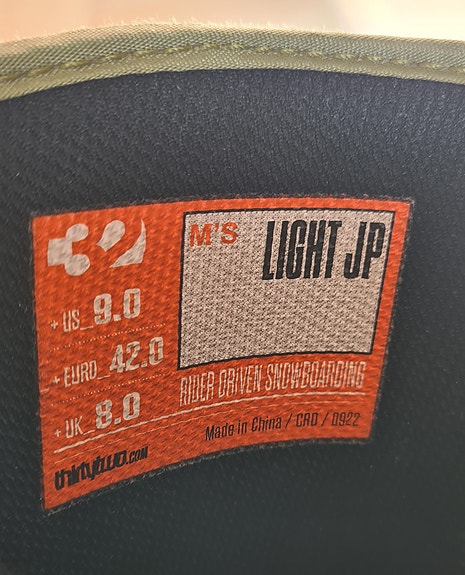 32
M'S LIGHT JP
+ US_9.0
+ EURO_42.0
+ UK_8.0
RIDER DRIVEN SNOWBOARDING
Made in China / CRD / 0922
thirtytwo.COM